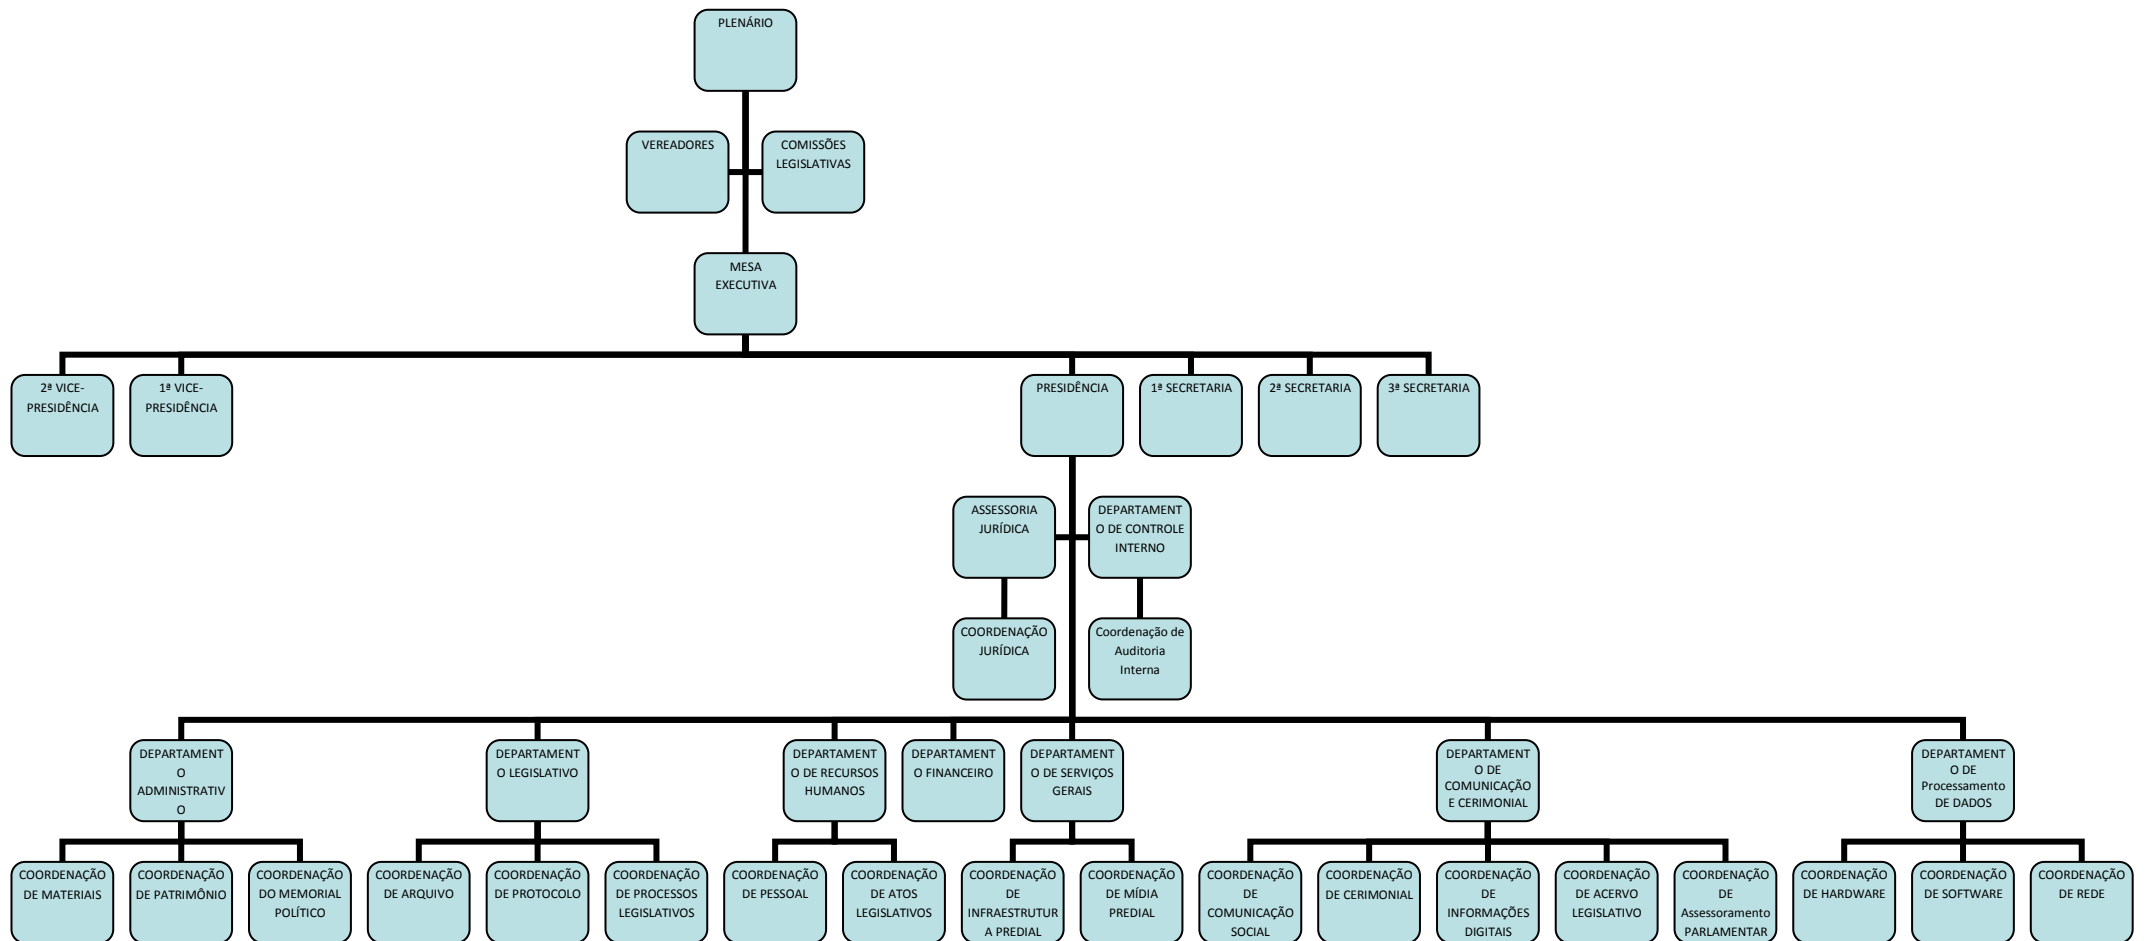 PLENÁRIO
VEREADORES
COMISSÕES
LEGISLATIVAS
MESA
EXECUTIVA
2ª VICE-
PRESIDÊNCIA
1ª VICE-
PRESIDÊNCIA
PRESIDÊNCIA
1ª SECRETARIA
2ª SECRETARIA
3ª SECRETARIA
ASSESSORIA
JURÍDICA
DEPARTAMENT
O DE CONTROLE
INTERNO
COORDENAÇÃO
JURÍDICA
Coordenação de
Auditoria
Interna
DEPARTAMENT
O
ADMINISTRATIV
O
DEPARTAMENT
O LEGISLATIVO
DEPARTAMENT
O DE RECURSOS
HUMANOS
DEPARTAMENT
O FINANCEIRO
DEPARTAMENT
O DE SERVIÇOS
GERAIS
DEPARTAMENT
O DE
COMUNICAÇÃO
E CERIMONIAL
DEPARTAMENT
O DE
Processamento
DE DADOS
COORDENAÇÃO
DE MATERIAIS
COORDENAÇÃO
DE PATRIMÔNIO
COORDENAÇÃO
DO MEMORIAL
POLÍTICO
COORDENAÇÃO
DE ARQUIVO
COORDENAÇÃO
DE PROTOCOLO
COORDENAÇÃO
DE PROCESSOS
LEGISLATIVOS
COORDENAÇÃO
DE PESSOAL
COORDENAÇÃO
DE ATOS
LEGISLATIVOS
COORDENAÇÃO
DE
INFRAESTRUTUR
A PREDIAL
COORDENAÇÃO
DE MÍDIA
PREDIAL
COORDENAÇÃO
DE
COMUNICAÇÃO
SOCIAL
COORDENAÇÃO
DE CERIMONIAL
COORDENAÇÃO
DE
INFORMAÇÕES
DIGITAIS
COORDENAÇÃO
DE ACERVO
LEGISLATIVO
COORDENAÇÃO
DE
Assessoramento
PARLAMENTAR
COORDENAÇÃO
DE HARDWARE
COORDENAÇÃO
DE SOFTWARE
COORDENAÇÃO
DE REDE